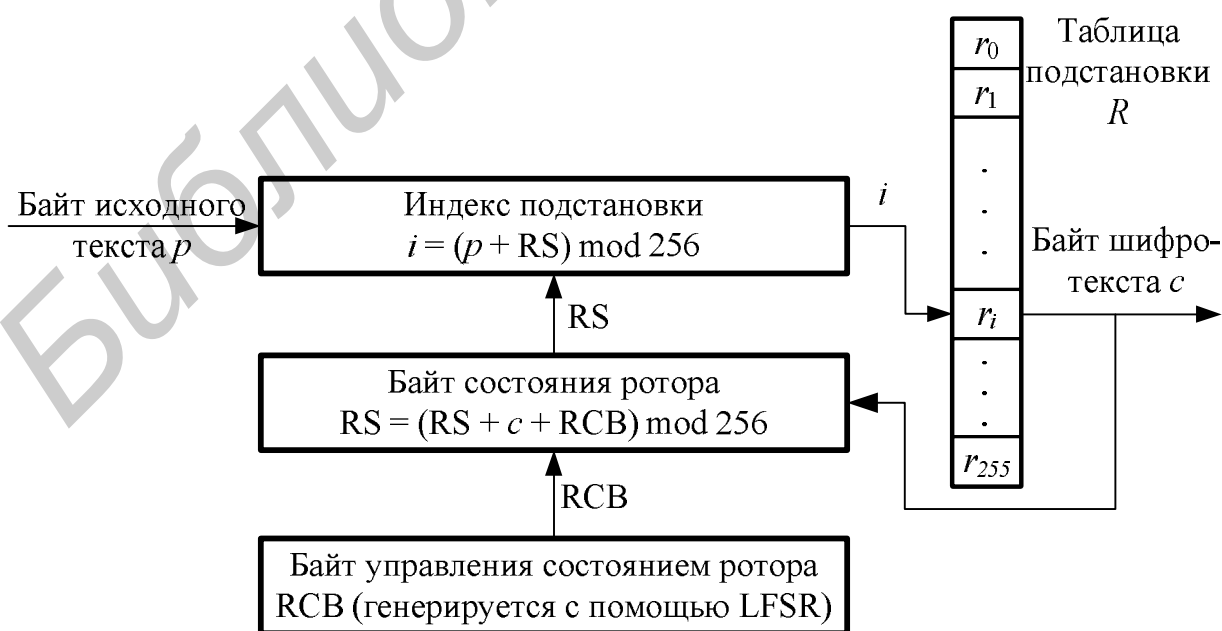 Библио
r0
Таблица
подстановки
R
r1
.
.
.
Байт исходного
текста p
Индекс подстановки
i = (p + RS) mod 256
i
Байт шифро-
текста c
RS
ri
Байт состояния ротора
RS = (RS + c + RCB) mod 256
.
.
.
r255
RCB
Байт управления состоянием ротора
RCB (генерируется с помощью LFSR)